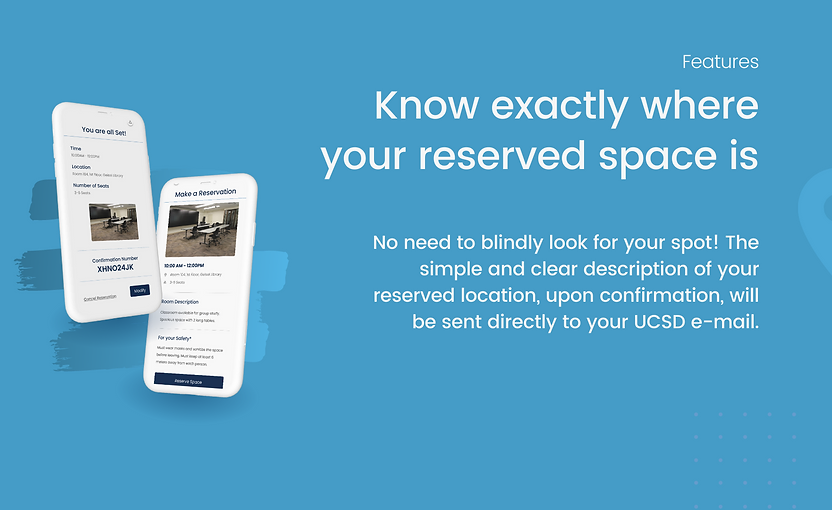 Features
Know exactly where
your reserved space is
No need to blindly look for your spot! The
simple and clear description of your
reserved location, upon confirmation, will
be sent directly to your UCSD e-mail.
You are all Set!
Time
10:00AM - 12:00PM
Location
Room 104, 1st Floor, Geisel Library
Number of Seats
2-5 Seats
Confirmation Number
XHNO24JK
Cancel Reservation
Modify
Make a Reservation
10:00 AM - 12:00PM
Room 104, 1st Floor, Geisel Library
2-5 Seats
Room Description
Classroom available for group study.
Spacious space with 2 long tables.
For your Safety*
Must wear masks and sanitize the space
before leaving. Must keep at least 6
meters away from each person.
Reserve Space